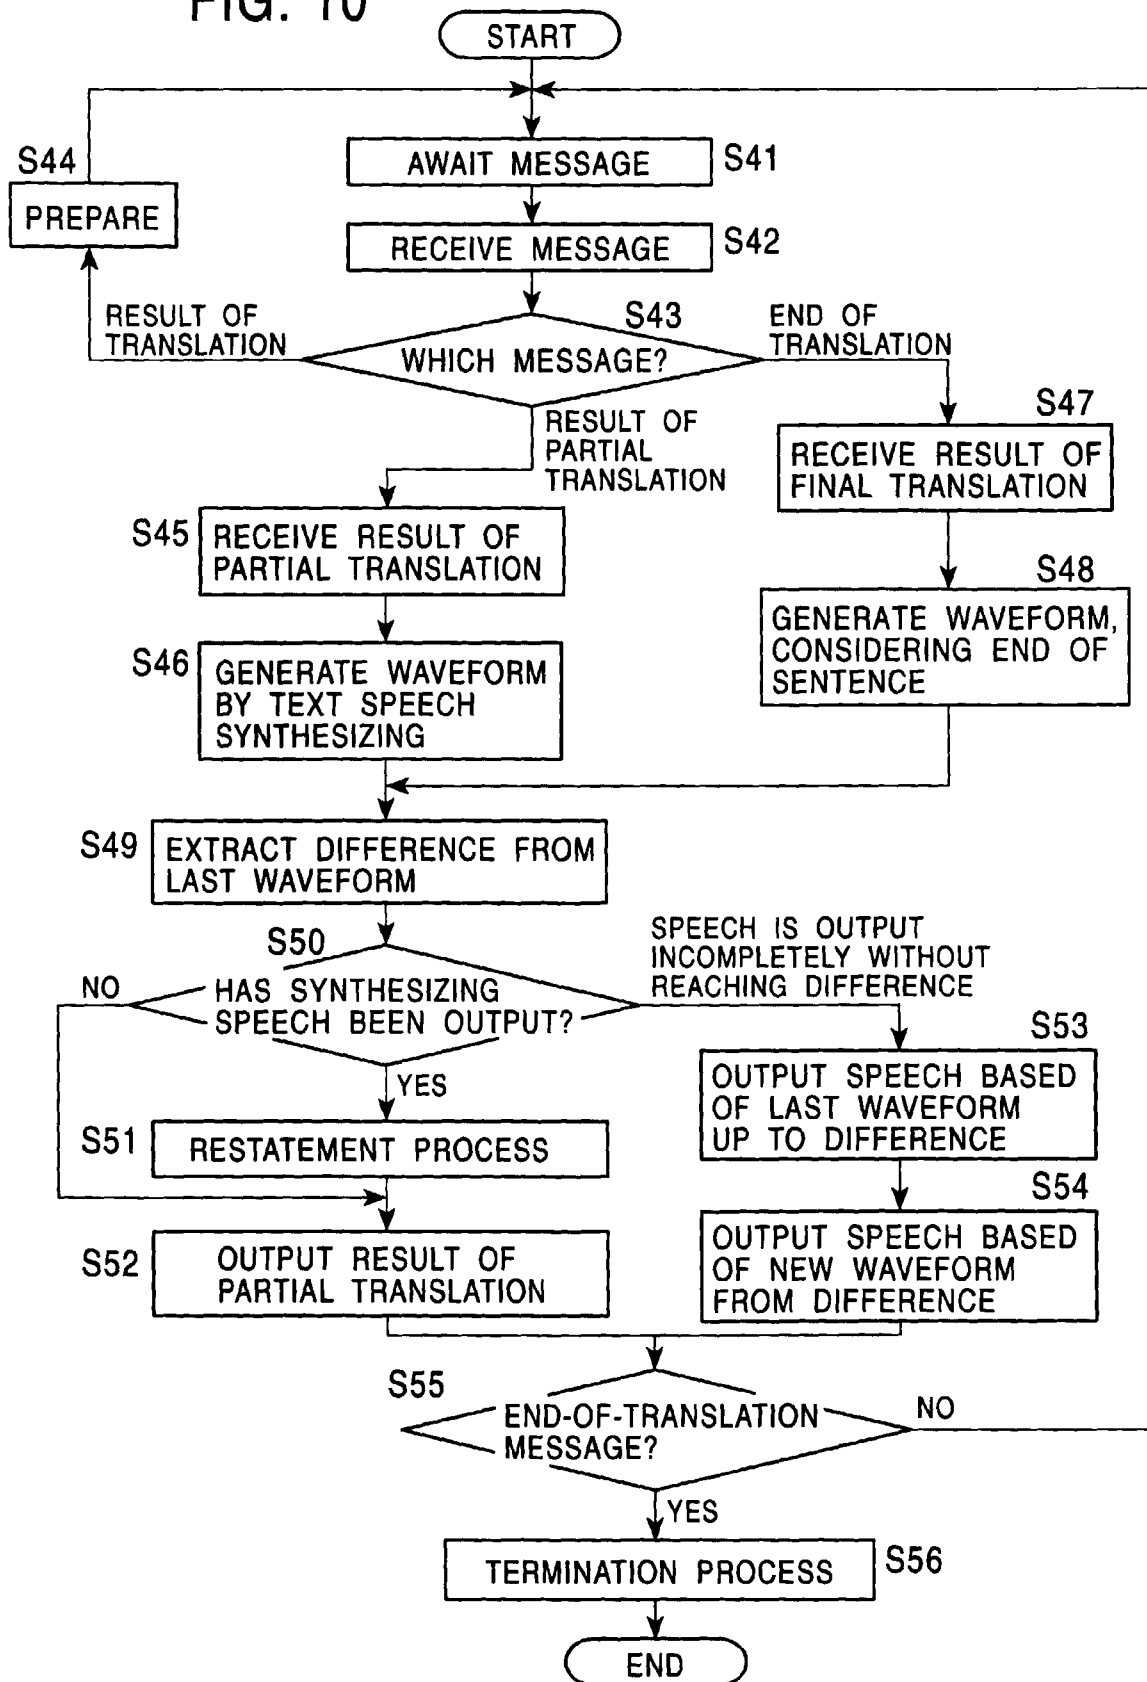 FIG. 10
START
S44
PREPARE
AWAIT MESSAGE
S41
RECEIVE MESSAGE
S42
RESULT OF
TRANSLATION
S43
WHICH MESSAGE?
END OF
TRANSLATION
RESULT OF
PARTIAL
TRANSLATION
S47
RECEIVE RESULT OF
FINAL TRANSLATION
S45
RECEIVE RESULT OF
PARTIAL TRANSLATION
S48
GENERATE WAVEFORM,
CONSIDERING END OF
SENTENCE
S46
GENERATE WAVEFORM
BY TEXT SPEECH
SYNTHESIZING
S49
EXTRACT DIFFERENCE FROM
LAST WAVEFORM
S50
NO
HAS SYNTHESIZING
SPEECH BEEN OUTPUT?
SPEECH IS OUTPUT
INCOMPLETELY WITHOUT
REACHING DIFFERENCE
YES
S53
OUTPUT SPEECH BASED
OF LAST WAVEFORM
UP TO DIFFERENCE
S51
RESTATEMENT PROCESS
S54
OUTPUT SPEECH BASED
OF NEW WAVEFORM
FROM DIFFERENCE
S52
OUTPUT RESULT OF
PARTIAL TRANSLATION
S55
END-OF-TRANSLATION
MESSAGE?
NO
YES
TERMINATION PROCESS
S56
END